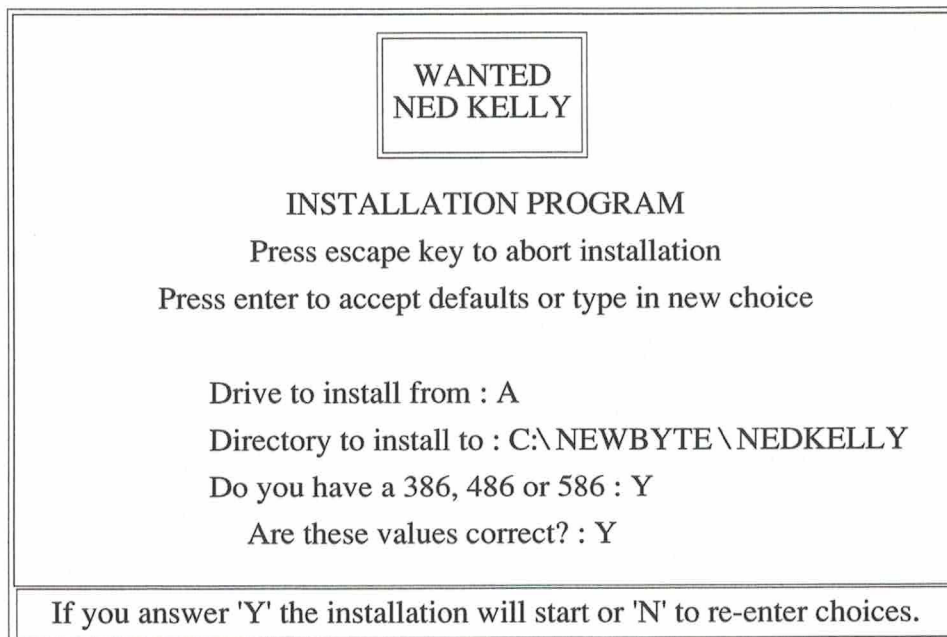 WANTED
NED KELLY
INSTALLATION PROGRAM
Press escape key to abort installation
Press enter to accept defaults or type in new choice
Drive to install from : A
Directory to install to : C:\NEWBYTE\NEDKELLY
Do you have a 386, 486 or 586 : Y
Are these values correct? : Y
If you answer 'Y' the installation will start or 'N' to re-enter choices.